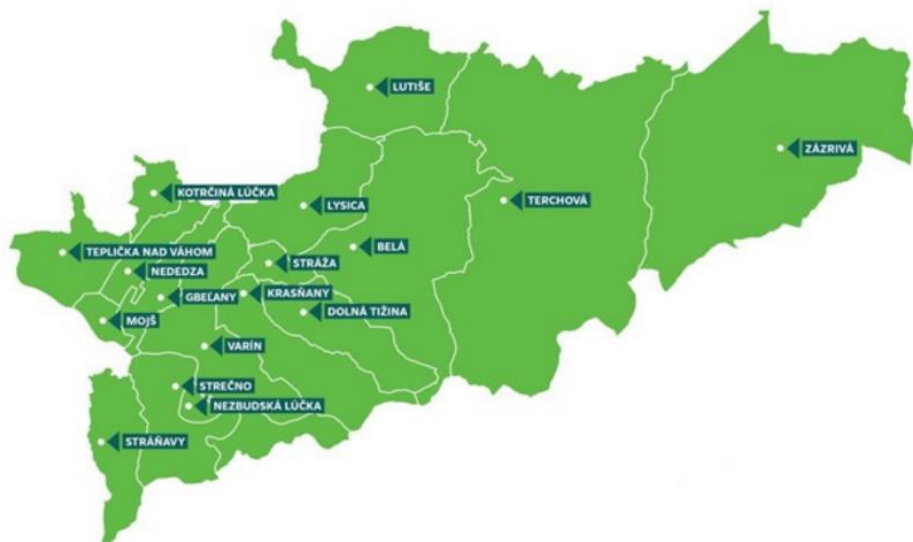 LUTIŠE
ZÁZRIVÁ
KOTRČINÁ LÚČKA
TERCHOVÁ
LYSICA
BELÁ
TEPLIČKA NAD VÁHOM
STRÁŽA
NEDEDZA
KRASŇANY
GBEĽANY
DOLNÁ TIŽINA
MOJŠ
VARÍN
STREČNO
NEZBUDSKÁ LÚČKA
STRÁŇAVY